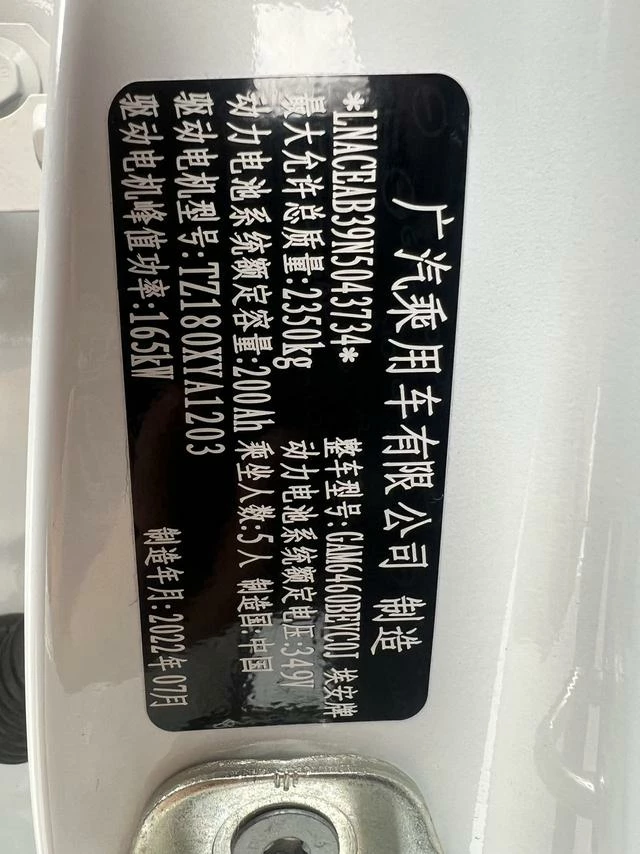 广汽乘用车有限公司 制造
*LNACEAB39N5043734* 整车型号:GAM6460BEVC0J 埃安牌
最大允许总质量:2350kg 动力电池系统额定电压:349V
动力电池系统额定容量:200Ah 乘坐人数:5人 制造国:中国
驱动电机型号:TZ180XYA1203
驱动电机峰值功率:165kW 制造年月:2022年07月